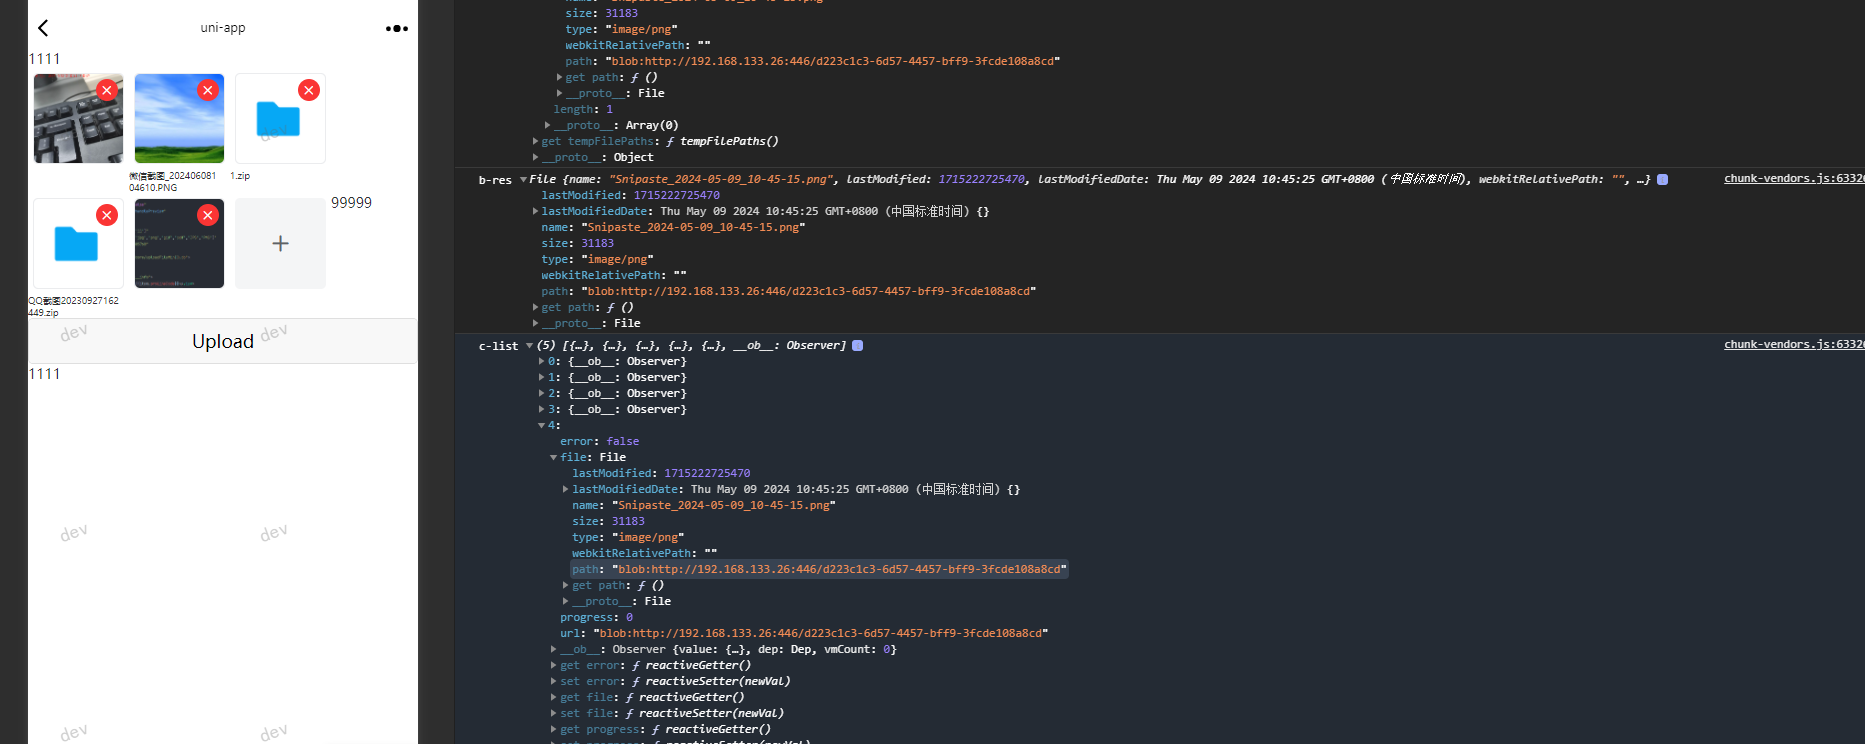 uni-app
1111
微信截图_202406081
04610.PNG
1.zip
dev
99999
QQ截图20230927162
449.zip
dev
dev
Upload
1111
dev
dev
dev
dev
size: 31183
type: "image/png"
webkitRelativePath: ""
path: "blob:http://192.168.133.26:446/d223c1c3-6d57-4457-bff9-3fcde108a8cd"
get path: ƒ ()
__proto__: File
length: 1
__proto__: Array(0)
get tempFilePaths: ƒ tempFilePaths()
__proto__: Object
b-res File {name: "Snipaste_2024-05-09_10-45-15.png", lastModified: 1715222725470, lastModifiedDate: Thu May 09 2024 10:45:25 GMT+0800 (中国标准时间), webkitRelativePath: "", …} chunk-vendors.js:6332
lastModified: 1715222725470
lastModifiedDate: Thu May 09 2024 10:45:25 GMT+0800 (中国标准时间) {}
name: "Snipaste_2024-05-09_10-45-15.png"
size: 31183
type: "image/png"
webkitRelativePath: ""
path: "blob:http://192.168.133.26:446/d223c1c3-6d57-4457-bff9-3fcde108a8cd"
get path: ƒ ()
__proto__: File
c-list (5) [{…}, {…}, {…}, {…}, {…}, __ob__: Observer] chunk-vendors.js:6332
0: {__ob__: Observer}
1: {__ob__: Observer}
2: {__ob__: Observer}
3: {__ob__: Observer}
4:
error: false
file: File
lastModified: 1715222725470
lastModifiedDate: Thu May 09 2024 10:45:25 GMT+0800 (中国标准时间) {}
name: "Snipaste_2024-05-09_10-45-15.png"
size: 31183
type: "image/png"
webkitRelativePath: ""
path: "blob:http://192.168.133.26:446/d223c1c3-6d57-4457-bff9-3fcde108a8cd"
get path: ƒ ()
__proto__: File
progress: 0
url: "blob:http://192.168.133.26:446/d223c1c3-6d57-4457-bff9-3fcde108a8cd"
__ob__: Observer {value: {…}, dep: Dep, vmCount: 0}
get error: ƒ reactiveGetter()
set error: ƒ reactiveSetter(newVal)
get file: ƒ reactiveGetter()
set file: ƒ reactiveSetter(newVal)
get progress: ƒ reactiveGetter()